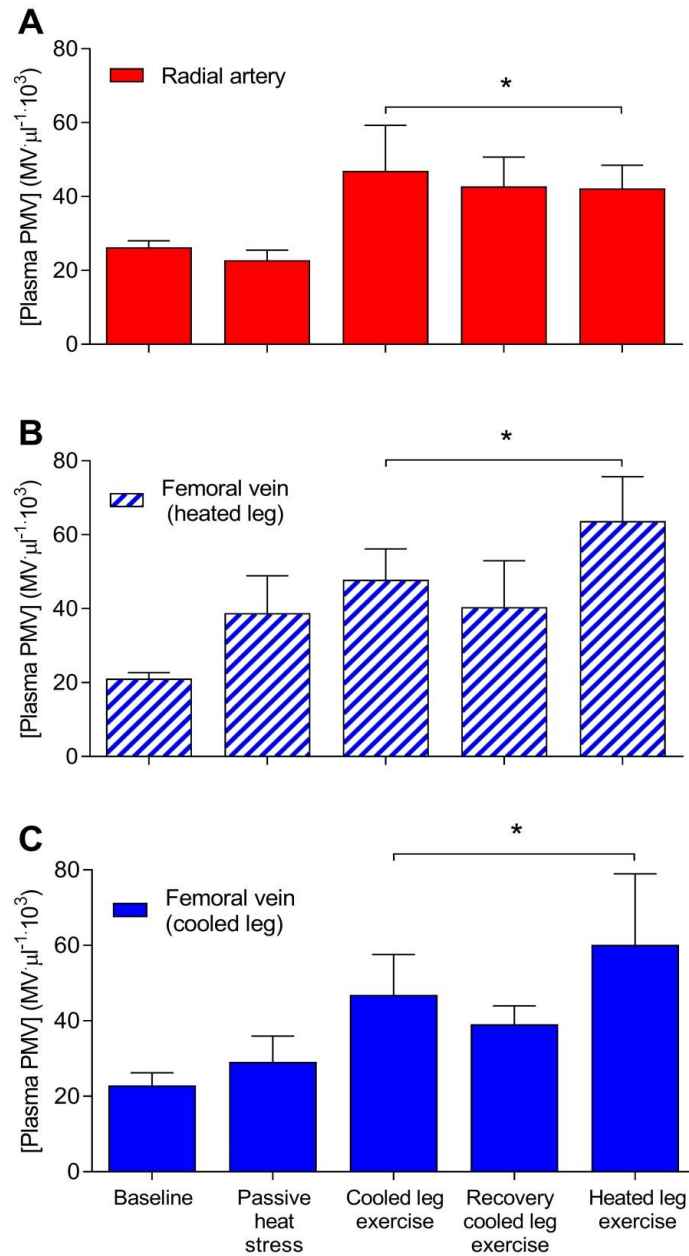 A
80
60
40
20
0
[Plasma PMV] (MV·µl⁻¹·10³)
Radial artery
*
B
80
60
40
20
0
[Plasma PMV] (MV·µl⁻¹·10³)
Femoral vein
(heated leg)
*
C
80
60
40
20
0
[Plasma PMV] (MV·µl⁻¹·10³)
Femoral vein
(cooled leg)
*
Baseline
Passive
heat
stress
Cooled leg
exercise
Recovery
cooled leg
exercise
Heated leg
exercise